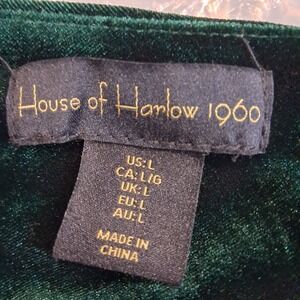 House of Harlow 1960
US: L
CA: L/G
UK: L
EU: L
AU: L
MADE IN
CHINA